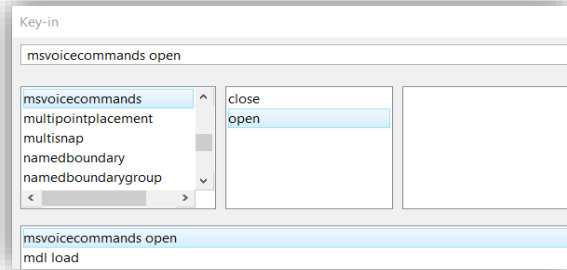 Key-in
msvoicecommands open
msvoicecommands
multipointplacement
multisnap
namedboundary
namedboundarygroup
close
open
msvoicecommands open
mdl load